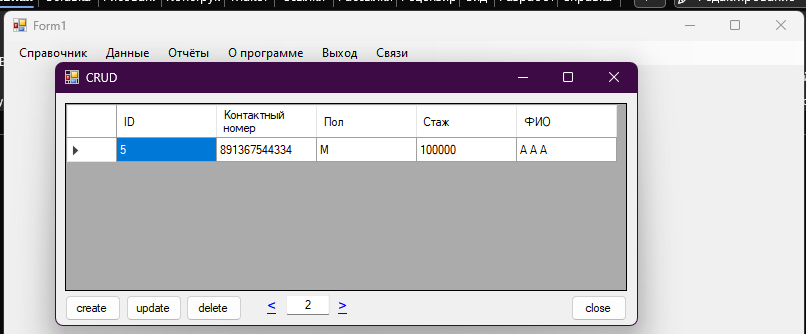 Form1
Справочник Данные Отчёты О программе Выход Связи
CRUD
ID Контактный номер Пол Стаж ФИО
5 891367544334 М 100000 А А А
create update delete < 2 > close